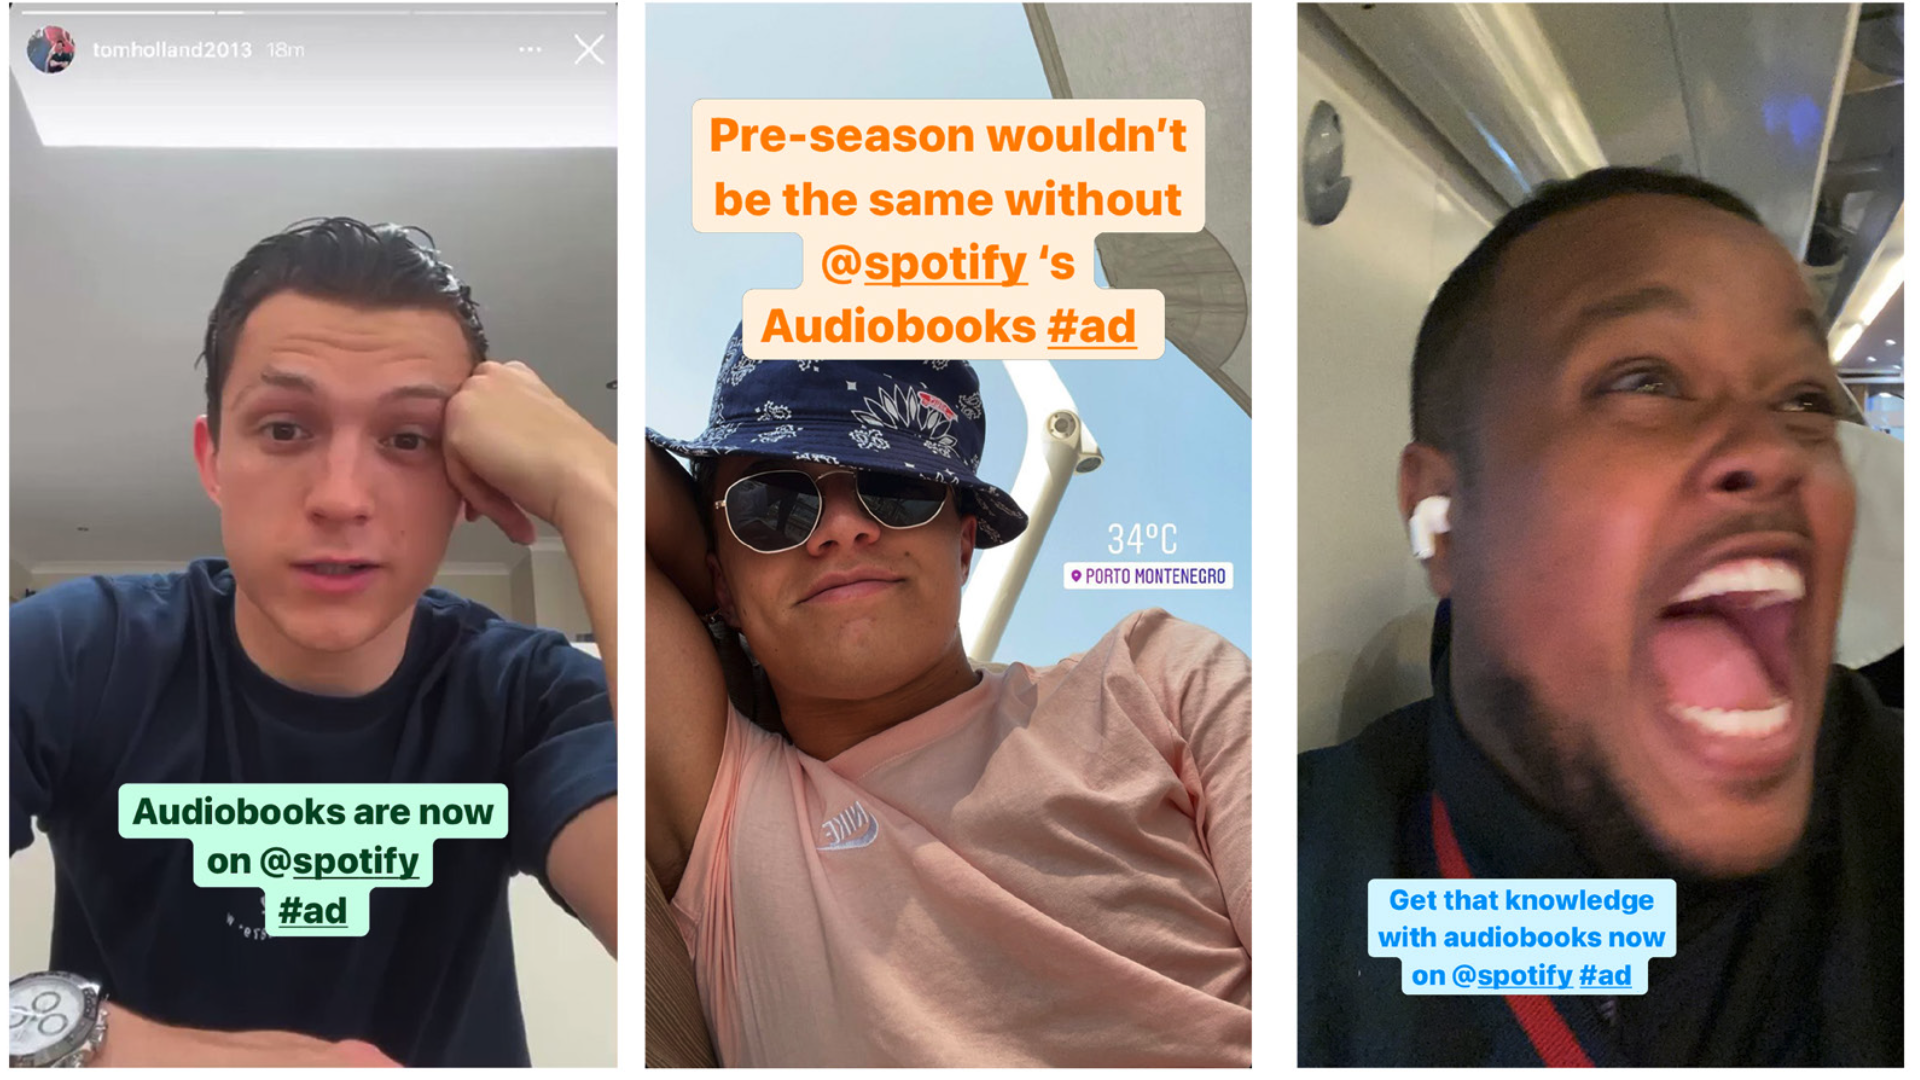 tomholland2013 18m
Audiobooks are now
on @spotify
#ad
Pre-season wouldn’t
be the same without
@spotify ‘s
Audiobooks #ad
34°C
PORTO MONTENEGRO
NIKE
Get that knowledge
with audiobooks now
on @spotify #ad